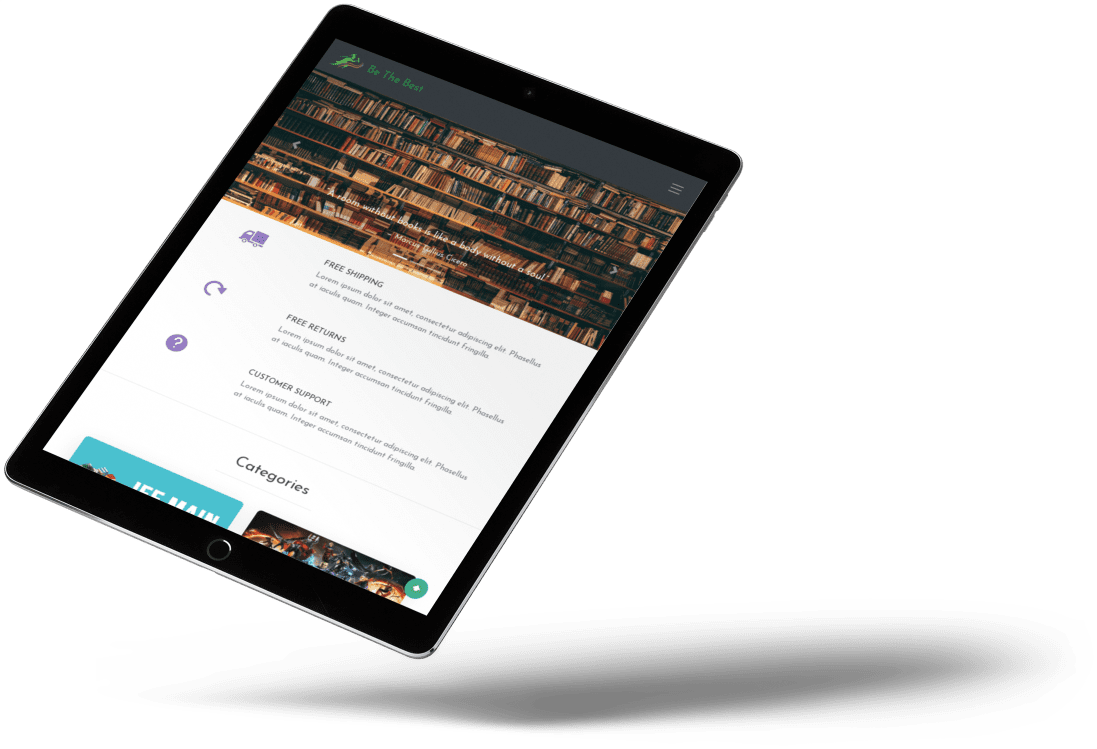 Be The Best
"A room without books is like a body without a soul."
― Marcus Tullius Cicero
FREE SHIPPING
Lorem ipsum dolor sit amet, consectetur adipiscing elit. Phasellus
at iaculis quam. Integer accumsan tincidunt fringilla
FREE RETURNS
Lorem ipsum dolor sit amet, consectetur adipiscing elit. Phasellus
at iaculis quam. Integer accumsan tincidunt fringilla
CUSTOMER SUPPORT
Lorem ipsum dolor sit amet, consectetur adipiscing elit. Phasellus
at iaculis quam. Integer accumsan tincidunt fringilla
Categories
JEE MAIN